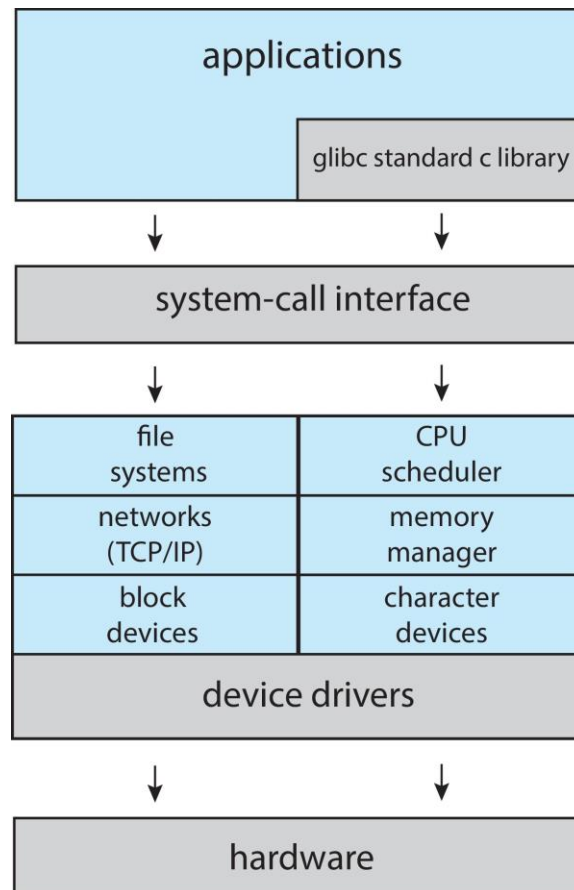 applications
glibc standard c library
system-call interface
file
systems
CPU
scheduler
networks
(TCP/IP)
memory
manager
block
devices
character
devices
device drivers
hardware